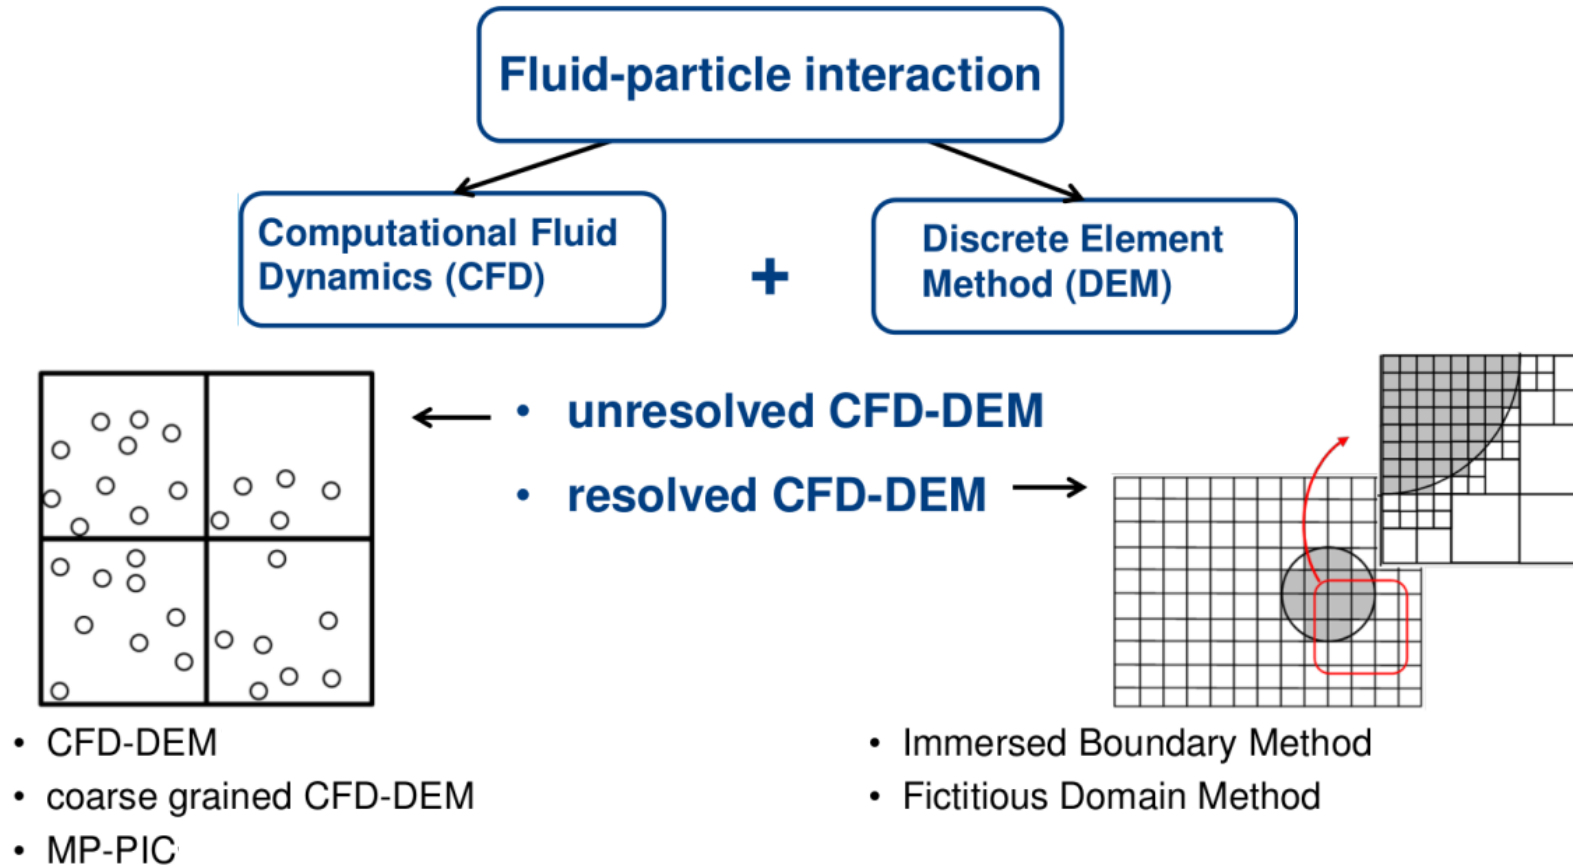 Fluid-particle interaction
Computational Fluid
Dynamics (CFD)
+
Discrete Element
Method (DEM)
• unresolved CFD-DEM
• resolved CFD-DEM
• CFD-DEM
• coarse grained CFD-DEM
• MP-PIC
• Immersed Boundary Method
• Fictitious Domain Method